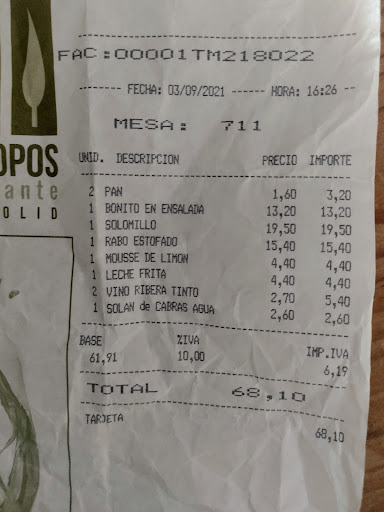 FAC:00001TM218022
------- FECHA: 03/09/2021 ------ HORA: 16:26 --
MESA: 711
OPOS
ante
OLID
UNID. DESCRIPCION PRECIO IMPORTE
2 PAN 1,60 3,20
1 BONITO EN ENSALADA 13,20 13,20
1 SOLOMILLO 19,50 19,50
1 RABO ESTOFADO 15,40 15,40
1 MOUSSE DE LIMON 4,40 4,40
1 LECHE FRITA 4,40 4,40
2 VINO RIBERA TINTO 2,70 5,40
1 SOLAN de CABRAS AGUA 2,60 2,60
BASE %IVA IMP.IVA
61,91 10,00 6,19
TOTAL 68,10
TARJETA 68,10